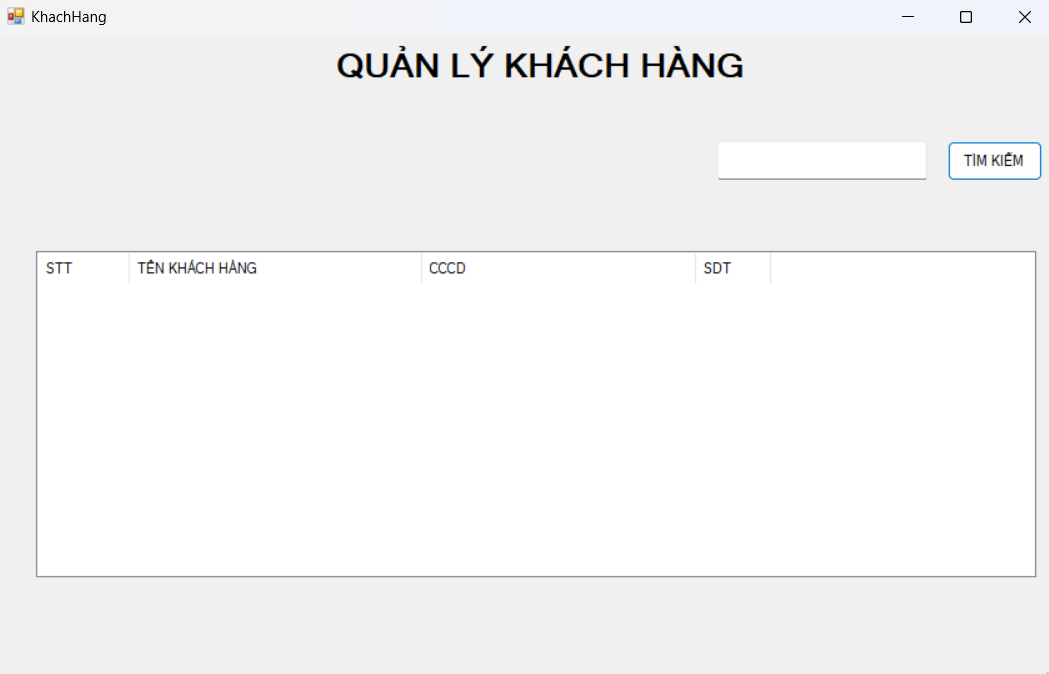 KhachHang
QUẢN LÝ KHÁCH HÀNG
TÌM KIẾM
STT TÊN KHÁCH HÀNG CCCD SDT